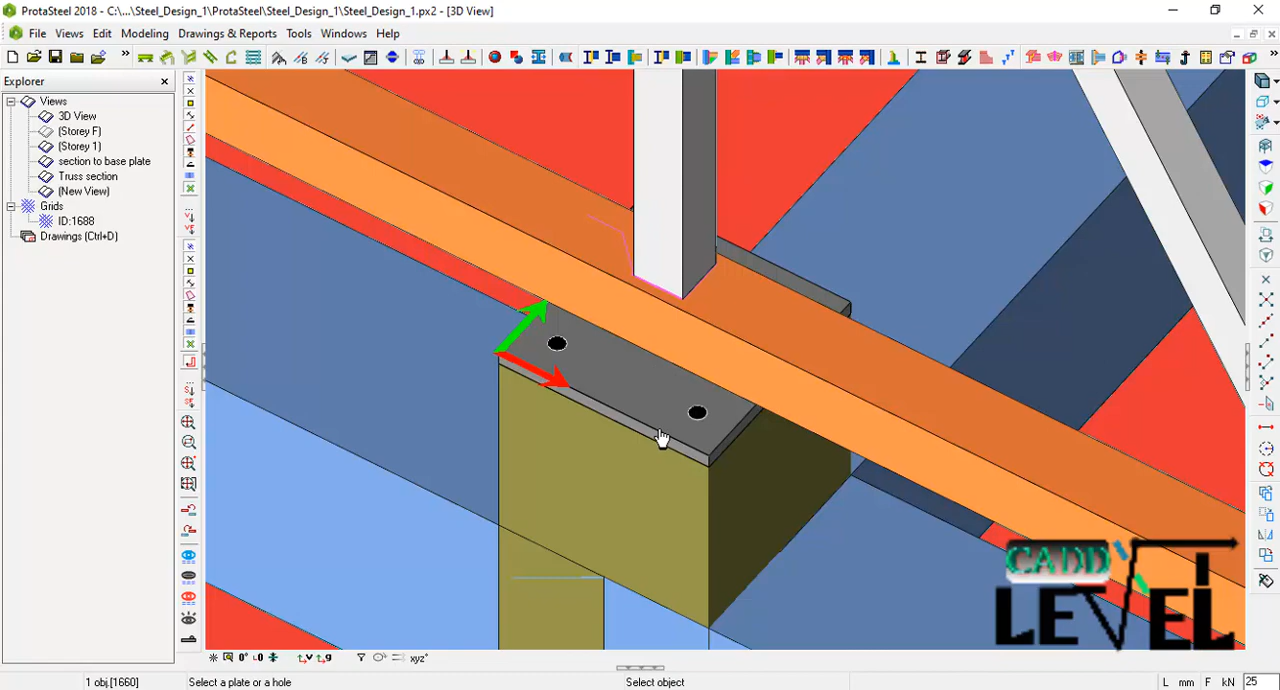 ProtaSteel 2018 - C:\...\Steel_Design_1\ProtaSteel\Steel_Design_1\Steel_Design_1.px2 - [3D View]
File Views Edit Modeling Drawings & Reports Tools Windows Help
Explorer
Views
3D View
(Storey F)
(Storey 1)
section to base plate
Truss section
(New View)
Grids
ID:1688
Drawings (Ctrl+D)
CADD
LEVEL
xyz°
1 obj.[1660] Select a plate or a hole Select object L mm F kN 25